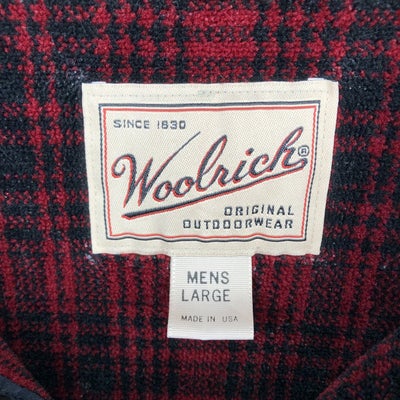 SINCE 1830
Woolrich®
ORIGINAL
OUTDOORWEAR
MENS
LARGE
MADE IN USA